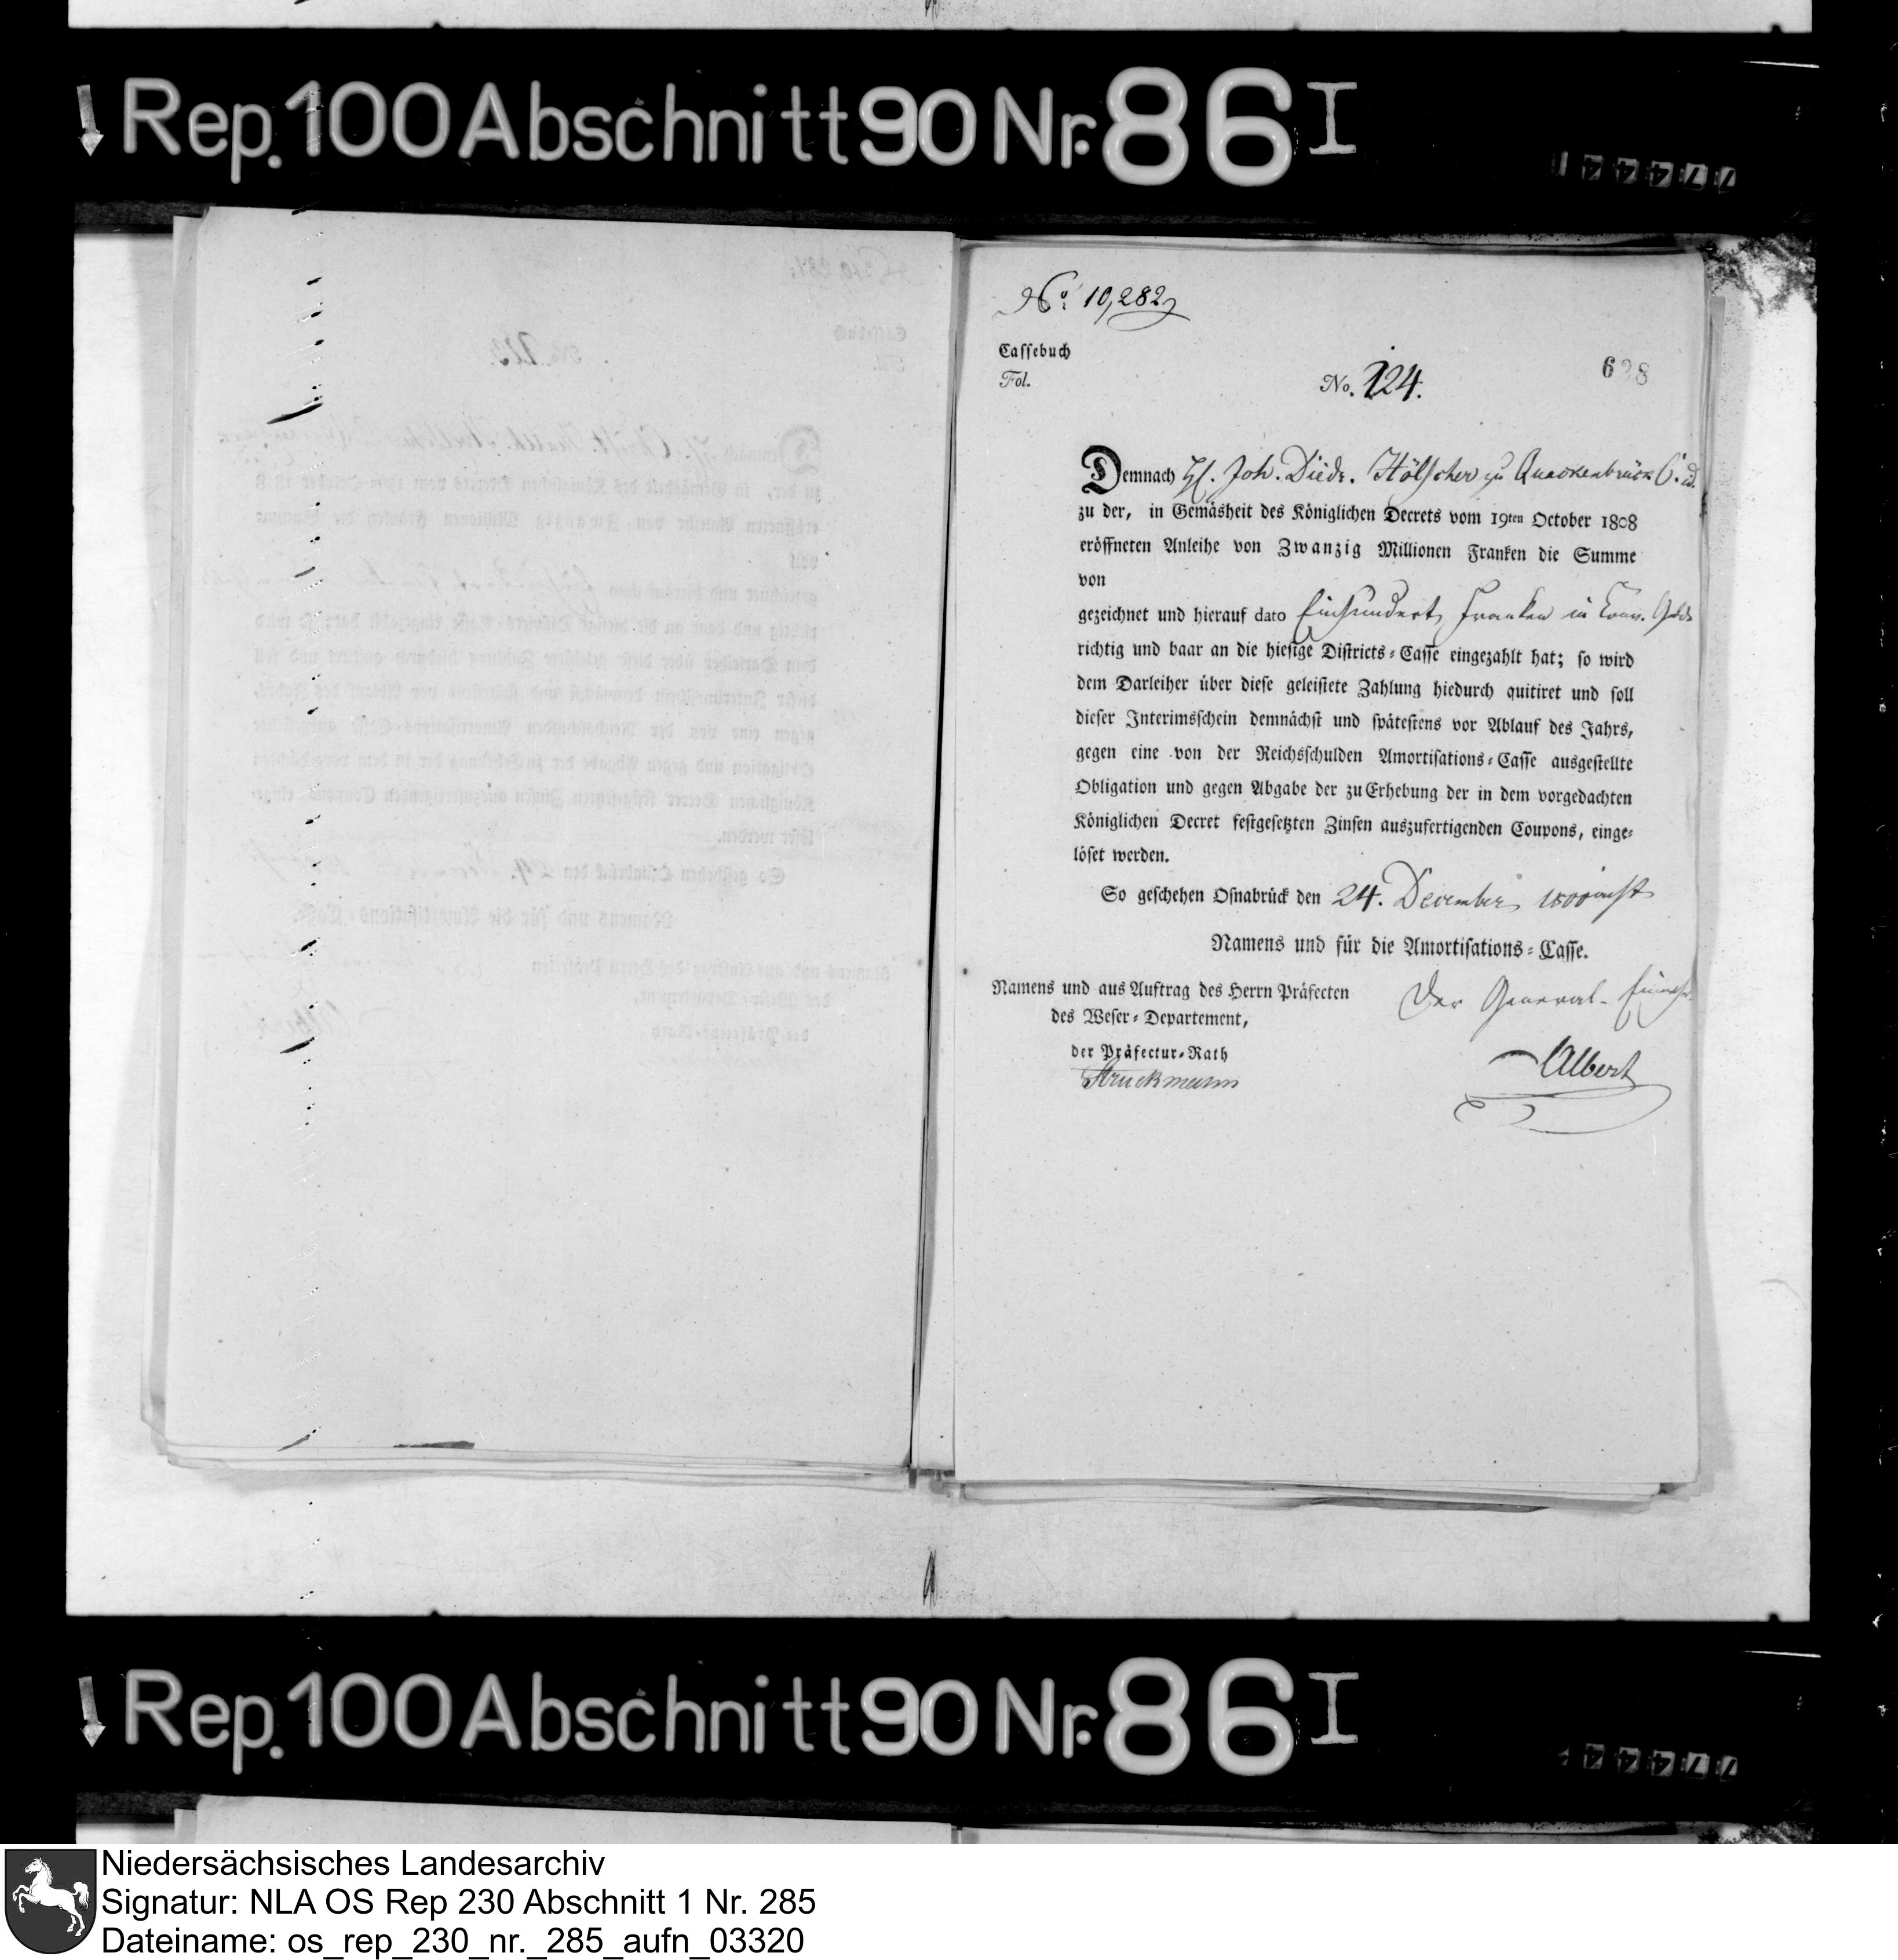 Rep. 100 Abschnitt 90 Nr. 86 I
77444
No. 10,282
Cassebuch
Fol.
No. 124.
628
Demnach H. Joh. Diedr. Hölscher zu Quackenbrück
zu der, in Gemäsheit des Königlichen Decrets vom 19ten October 1808
eröffneten Anleihe von Zwanzig Millionen Franken die Summe
von
gezeichnet und hierauf dato Einhundert Franken in Conv. Gelde
richtig und baar an die hiesige Districts-Casse eingezahlt hat; so wird
dem Darleiher über diese geleistete Zahlung hiedurch quitiret und soll
dieser Interimsschein demnächst und spätestens vor Ablauf des Jahrs,
gegen eine von der Reichsschulden Amortisations-Casse ausgestellte
Obligation und gegen Abgabe der zu Erhebung der in dem vorgedachten
Königlichen Decret festgesetzten Zinsen auszufertigenden Coupons, einge-
löset werden.
So geschehen Osnabrück den 24. December
Namens und für die Amortisations-Casse.
Namens und aus Auftrag des Herrn Präfecten
des Weser-Departement,
der Präfectur-Rath
Struckmann
Der General-
Albert
Rep. 100 Abschnitt 90 Nr. 86 I
77444
Niedersächsisches Landesarchiv
Signatur: NLA OS Rep 230 Abschnitt 1 Nr. 285
Dateiname: os_rep_230_nr._285_aufn_03320